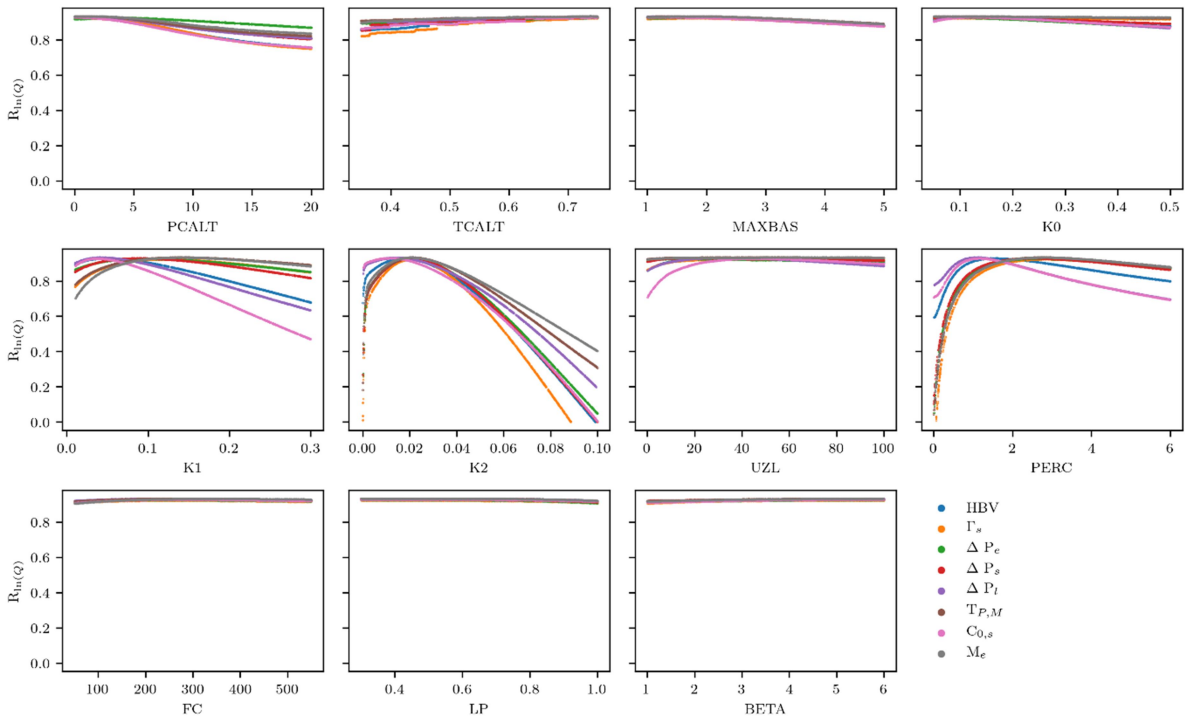 R_ln(Q)
0.8
0.6
0.4
0.2
0.0
0 5 10 15 20
PCALT
0.4 0.5 0.6 0.7
TCALT
1 2 3 4 5
MAXBAS
0.1 0.2 0.3 0.4 0.5
K0
R_ln(Q)
0.8
0.6
0.4
0.2
0.0
0.0 0.1 0.2 0.3
K1
0.00 0.02 0.04 0.06 0.08 0.10
K2
0 20 40 60 80 100
UZL
0 2 4 6
PERC
R_ln(Q)
0.8
0.6
0.4
0.2
0.0
100 200 300 400 500
FC
0.4 0.6 0.8 1.0
LP
1 2 3 4 5 6
BETA
HBV
Γ_s
Δ P_e
Δ P_s
Δ P_l
T_P,M
C_0,s
M_e